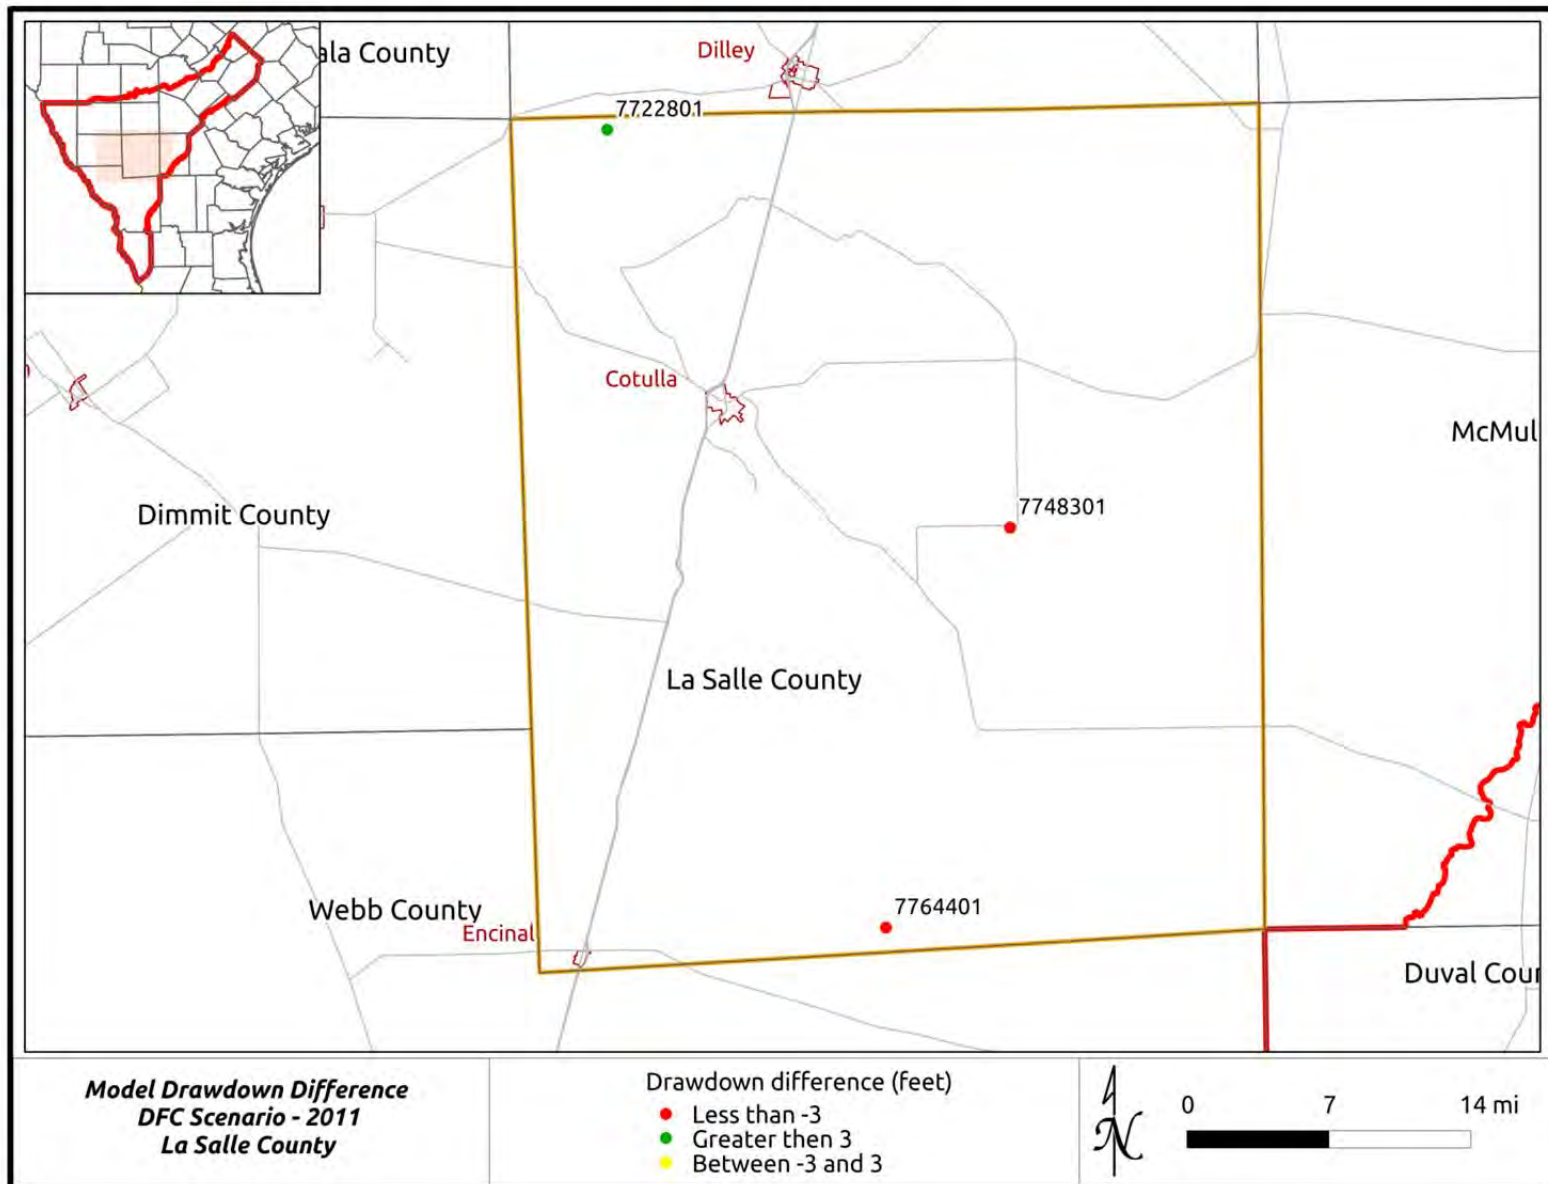 ala County
Dilley
7722801
Cotulla
McMul
7748301
Dimmit County
La Salle County
7764401
Webb County
Encinal
Duval Cour
Model Drawdown Difference
DFC Scenario - 2011
La Salle County
Drawdown difference (feet)
Less than -3
Greater then 3
Between -3 and 3
N
0 7 14 mi